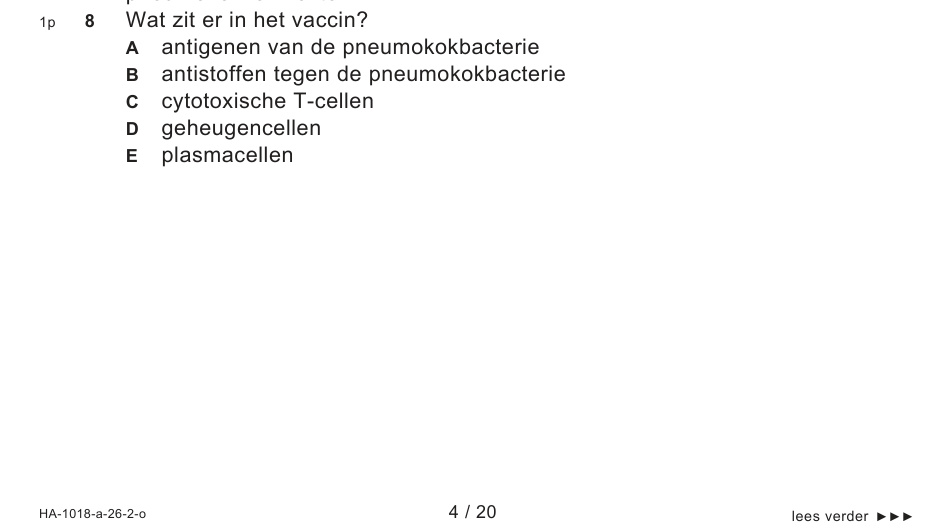 1p 8 Wat zit er in het vaccin?
A antigenen van de pneumokokbacterie
B antistoffen tegen de pneumokokbacterie
C cytotoxische T-cellen
D geheugencellen
E plasmacellen
HA-1018-a-26-2-o 4 / 20 lees verder ►►►